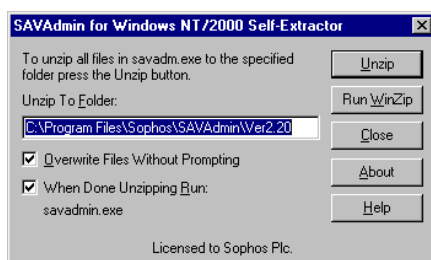 SAVAdmin for Windows NT/2000 Self-Extractor
To unzip all files in savadm.exe to the specified
folder press the Unzip button.
Unzip To Folder:
C:\Program Files\Sophos\SAVAdmin\Ver2.20
Overwrite Files Without Prompting
When Done Unzipping Run:
savadmin.exe
Unzip
Run WinZip
Close
About
Help
Licensed to Sophos Plc.